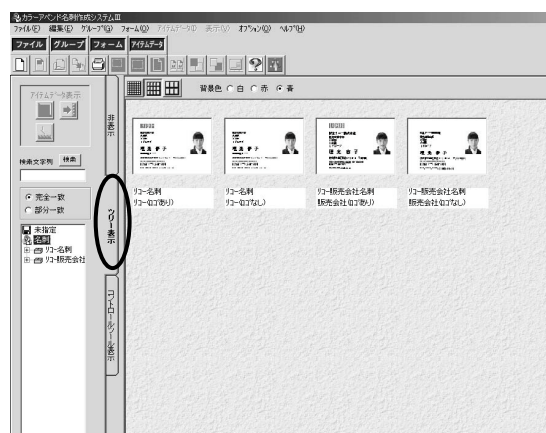 カラーアペンド名刺作成システムⅢ
ファイル(F) 編集(E) グループ(G) フォーム(Q) アイテムデータ(D) 表示(V) オプション(O) ヘルプ(H)
ファイル グループ フォーム アイテムデータ
背景色 白 赤 青
アイテムデータ表示
検索文字列 検索
完全一致
部分一致
未指定
名刺
リコー名刺
リコー販売会社
非表示
ツリー表示
コントロールツール表示
リコー名刺
リコー(ロゴあり)
リコー名刺
リコー(ロゴなし)
リコー販売会社名刺
販売会社(ロゴあり)
リコー販売会社名刺
販売会社(ロゴなし)